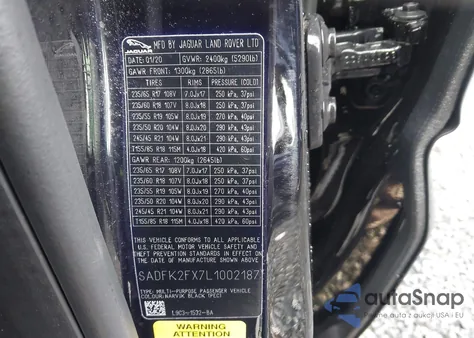 JAGUAR
MFD BY JAGUAR LAND ROVER LTD
DATE: 01/20 GVWR: 2400kg (5290lb)
GAWR FRONT: 1300kg (2865lb)
TIRES RIMS PRESSURE (COLD)
235/65 R17 108V 7.0Jx17 250 kPa, 37psi
235/60 R18 107V 8.0Jx18 250 kPa, 37psi
235/55 R19 105W 8.0Jx19 270 kPa, 40psi
235/50 R20 104W 8.0Jx20 290 kPa, 43psi
245/45 R21 104W 8.0Jx21 290 kPa, 43psi
T155/85 R18 115M 4.0Jx18 420 kPa, 60psi
GAWR REAR: 1200kg (2645lb)
235/65 R17 108V 7.0Jx17 250 kPa, 37psi
235/60 R18 107V 8.0Jx18 250 kPa, 37psi
235/55 R19 105W 8.0Jx19 270 kPa, 40psi
235/50 R20 104W 8.0Jx20 290 kPa, 43psi
245/45 R21 104W 8.0Jx21 290 kPa, 43psi
T155/85 R18 115M 4.0Jx18 420 kPa, 60psi
THIS VEHICLE CONFORMS TO ALL APPLICABLE
FEDERAL MOTOR VEHICLE SAFETY AND
THEFT PREVENTION STANDARDS IN EFFECT
ON THE DATE OF MANUFACTURE SHOWN ABOVE.
SADFK2FX7L1002187
TYPE: MULTI-PURPOSE PASSENGER VEHICLE
COLOUR: NARVIK BLACK (PEC)
L9C3-1532-BA
WARNING
ATTENTION
autoSnap
Z aukcji w USA i EU